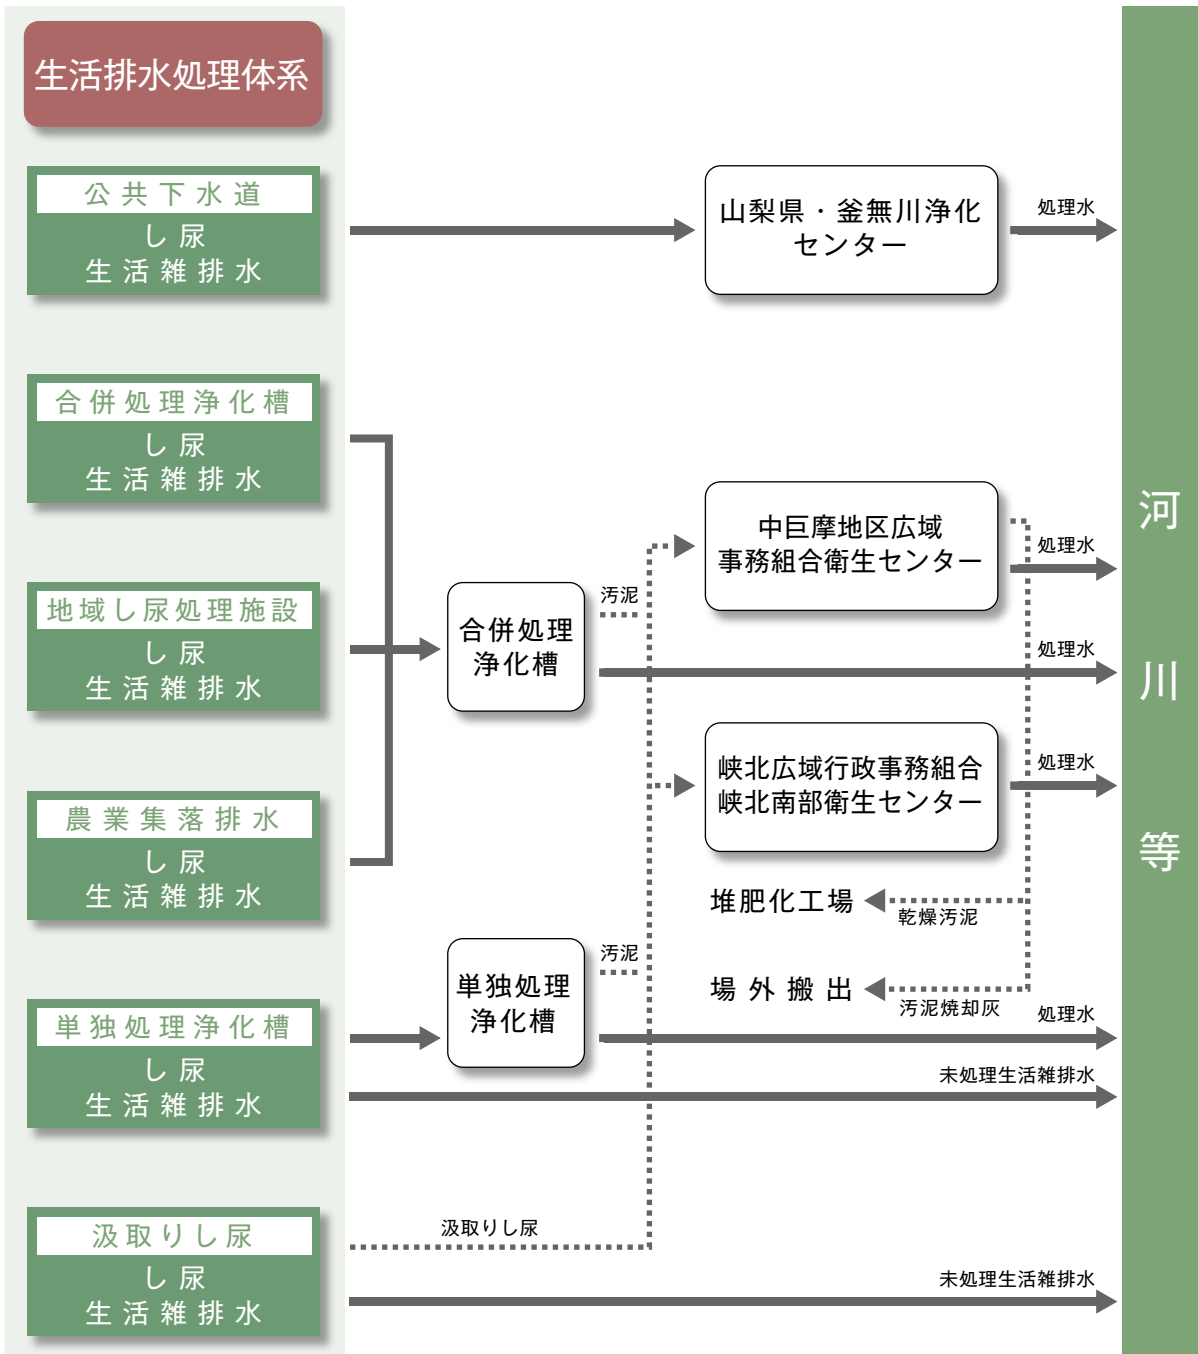 生活排水処理体系
公共下水道
し尿
生活雑排水
山梨県・釜無川浄化
センター
処理水
合併処理浄化槽
し尿
生活雑排水
地域し尿処理施設
し尿
生活雑排水
農業集落排水
し尿
生活雑排水
合併処理
浄化槽
汚泥
中巨摩地区広域
事務組合衛生センター
処理水
処理水
峡北広域行政事務組合
峡北南部衛生センター
処理水
堆肥化工場
乾燥汚泥
場外搬出
汚泥焼却灰
単独処理浄化槽
し尿
生活雑排水
単独処理
浄化槽
汚泥
処理水
未処理生活雑排水
汲取りし尿
し尿
生活雑排水
汲取りし尿
未処理生活雑排水
河川等